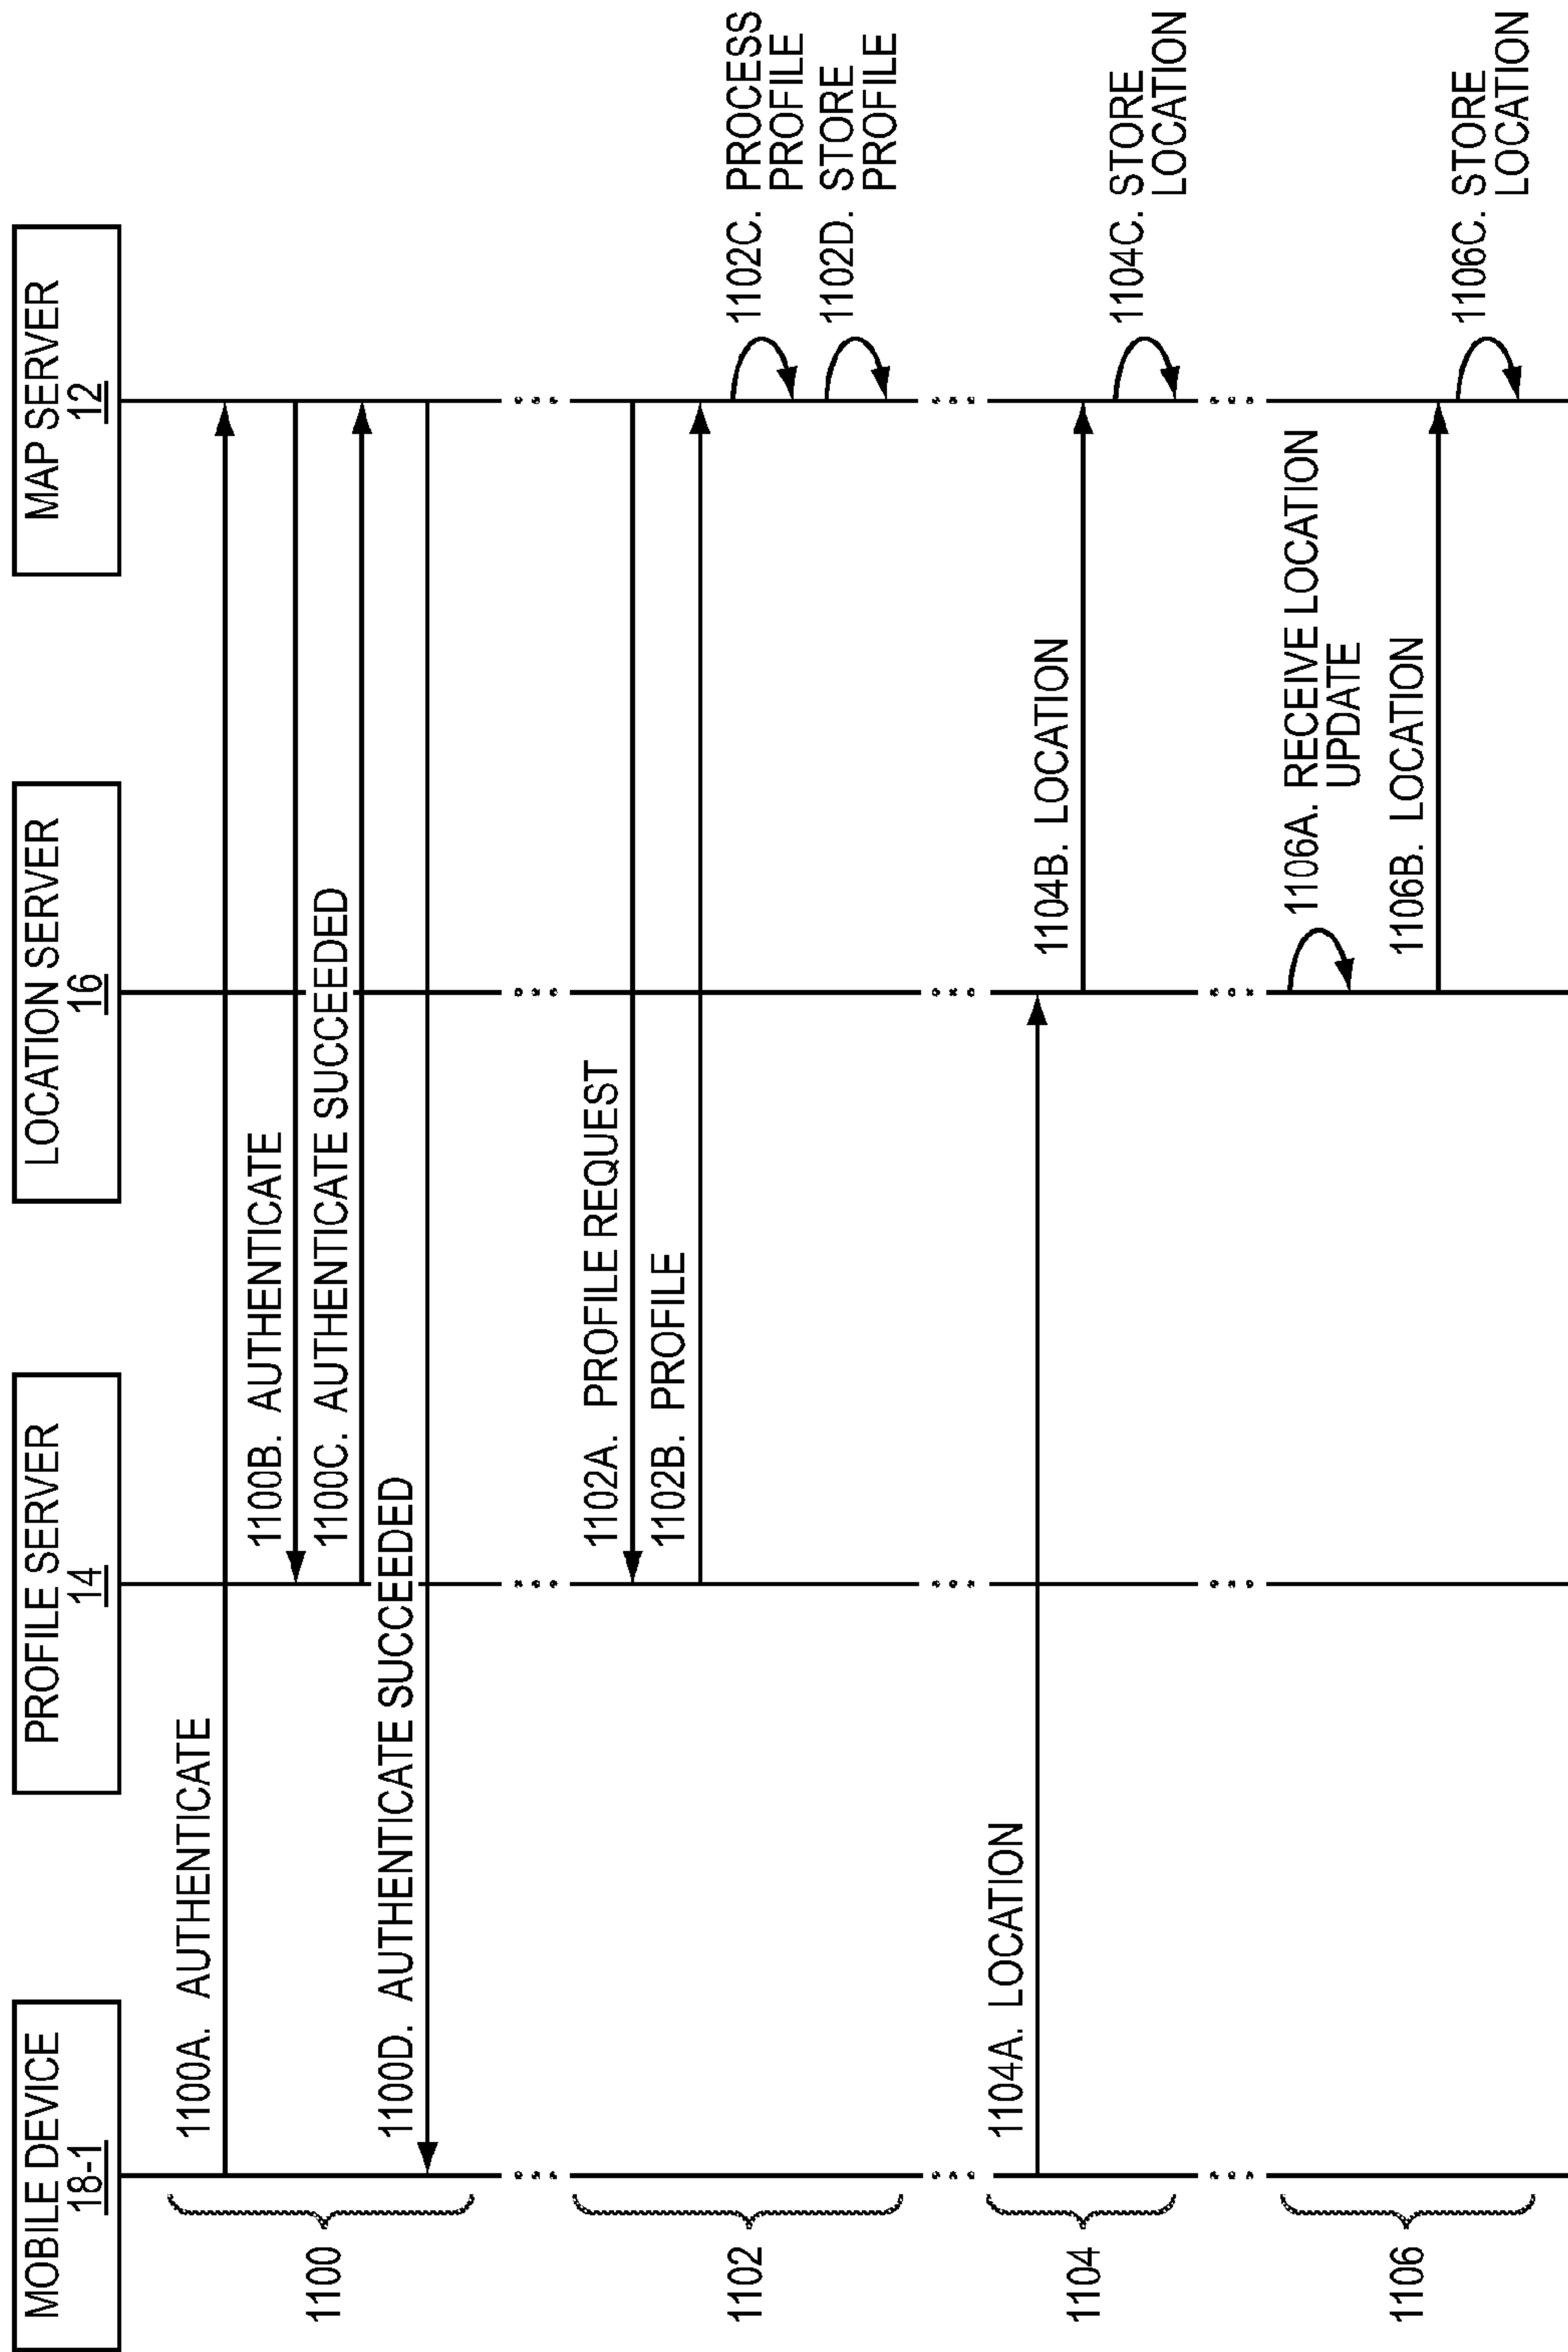 MOBILE DEVICE
18-1
PROFILE SERVER
14
LOCATION SERVER
16
MAP SERVER
12
1100
1100A. AUTHENTICATE
1100B. AUTHENTICATE
1100C. AUTHENTICATE SUCCEEDED
1100D. AUTHENTICATE SUCCEEDED
1102
1102A. PROFILE REQUEST
1102B. PROFILE
1102C. PROCESS
PROFILE
1102D. STORE
PROFILE
1104
1104A. LOCATION
1104B. LOCATION
1104C. STORE
LOCATION
1106
1106A. RECEIVE LOCATION
UPDATE
1106B. LOCATION
1106C. STORE
LOCATION